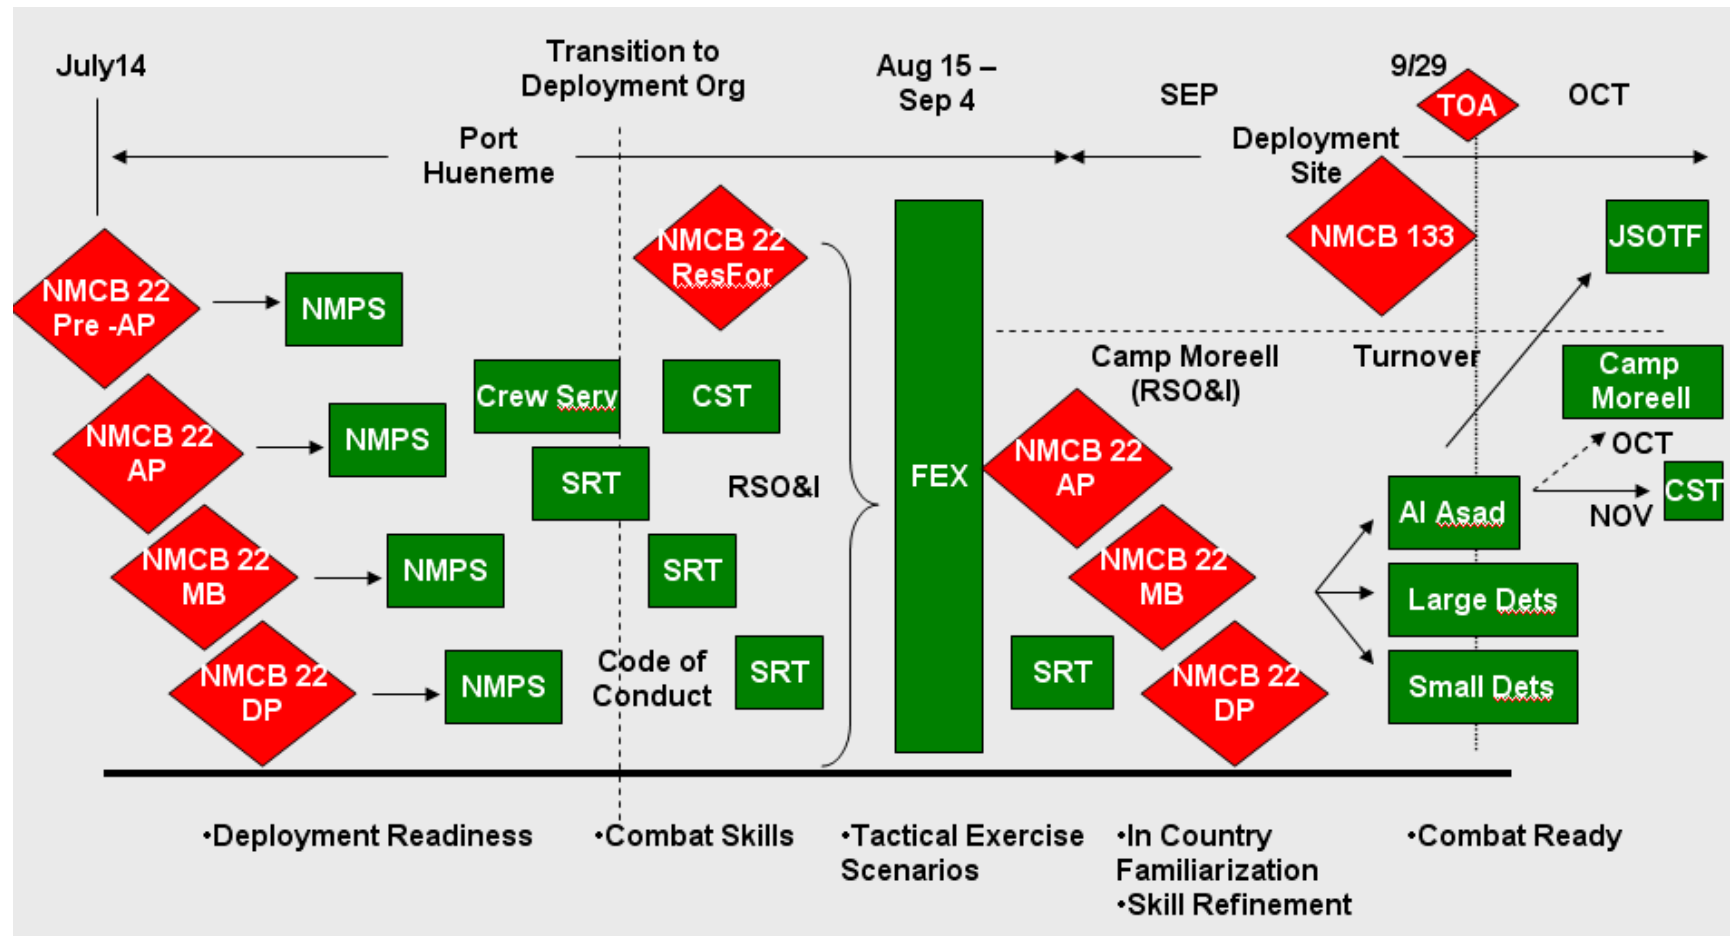 July14
Transition to
Deployment Org
Aug 15 –
Sep 4
SEP
9/29
TOA
OCT
Port
Hueneme
Deployment
Site
NMCB 22
Pre -AP
NMPS
NMCB 22
ResFor
NMCB 133
JSOTF
NMCB 22
AP
NMPS
Crew Serv
CST
SRT
RSO&I
FEX
Camp Moreell
(RSO&I)
Turnover
Camp
Moreell
OCT
NOV
CST
NMCB 22
AP
Al Asad
NMCB 22
MB
NMPS
SRT
NMCB 22
MB
Large Dets
NMCB 22
DP
NMPS
Code of
Conduct
SRT
SRT
NMCB 22
DP
Small Dets
•Deployment Readiness
•Combat Skills
•Tactical Exercise
Scenarios
•In Country
Familiarization
•Skill Refinement
•Combat Ready